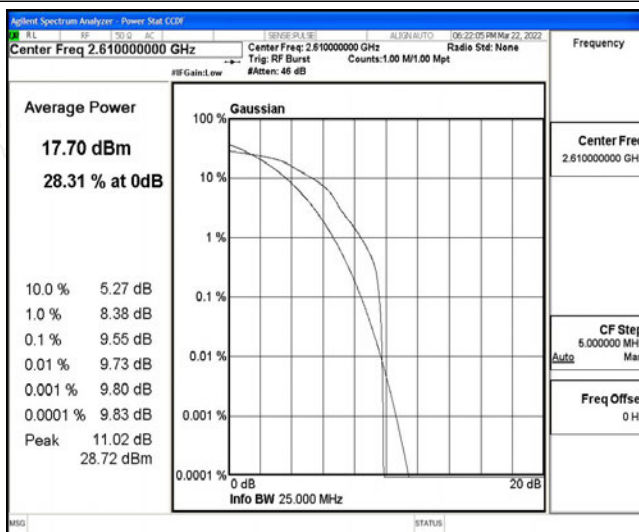 Agilent Spectrum Analyzer - Power Stat CCDF
RL RF 50 Ω AC SENSE:PULSE ALIGN AUTO 06:22:05 PM Mar 22, 2022
Center Freq 2.610000000 GHz
Center Freq: 2.610000000 GHz Radio Std: None
Trig: RF Burst Counts:1.00 M/1.00 Mpt
#IFGain:Low #Atten: 46 dB
Frequency
Average Power
17.70 dBm
28.31 % at 0dB
10.0 % 5.27 dB
1.0 % 8.38 dB
0.1 % 9.55 dB
0.01 % 9.73 dB
0.001 % 9.80 dB
0.0001 % 9.83 dB
Peak 11.02 dB
28.72 dBm
Gaussian
100 %
10 %
1 %
0.1 %
0.01 %
0.001 %
0.0001 %
0 dB 20 dB
Info BW 25.000 MHz
Center Freq
2.610000000 GH
CF Step
5.000000 MH
Auto Ma
Freq Offse
0 H
MSG STATUS